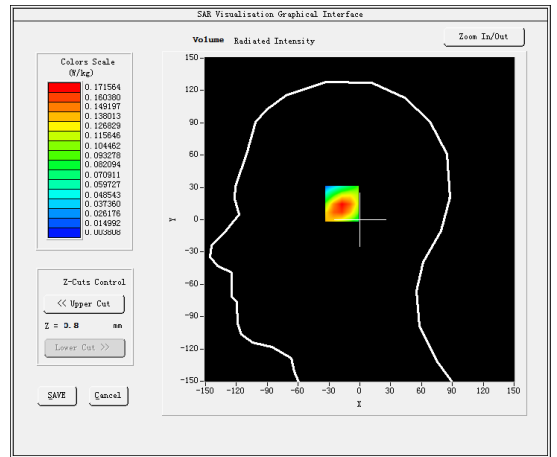 SAR Visualisation Graphical Interface
Volume Radiated Intensity
Zoom In/Out
Colors Scale
(W/kg)
0.171564
0.160380
0.149197
0.138013
0.126829
0.115646
0.104462
0.093278
0.082094
0.070911
0.059727
0.048543
0.037360
0.026176
0.014992
0.003808
Z-Cuts Control
<< Upper Cut
Z = 0.8 mm
Lower Cut >>
SAVE Cancel
150
120
90
60
30
0
-30
-60
-90
-120
-150
Y
-150 -120 -90 -60 -30 0 30 60 90 120 150
X